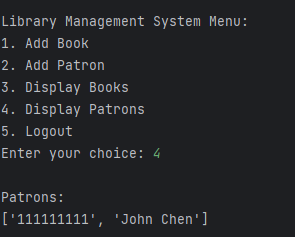 Library Management System Menu:
1. Add Book
2. Add Patron
3. Display Books
4. Display Patrons
5. Logout
Enter your choice: 4
Patrons:
['111111111', 'John Chen']